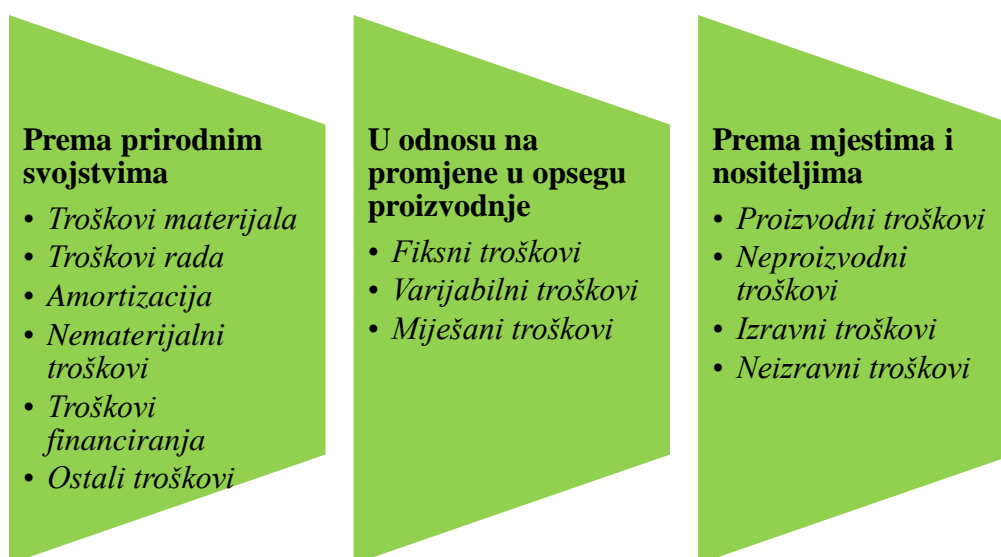 Prema prirodnim
svojstvima
• Troškovi materijala
• Troškovi rada
• Amortizacija
• Nematerijalni
troškovi
• Troškovi
financiranja
• Ostali troškovi
U odnosu na
promjene u opsegu
proizvodnje
• Fiksni troškovi
• Varijabilni troškovi
• Miješani troškovi
Prema mjestima i
nositeljima
• Proizvodni troškovi
• Neproizvodni
troškovi
• Izravni troškovi
• Neizravni troškovi